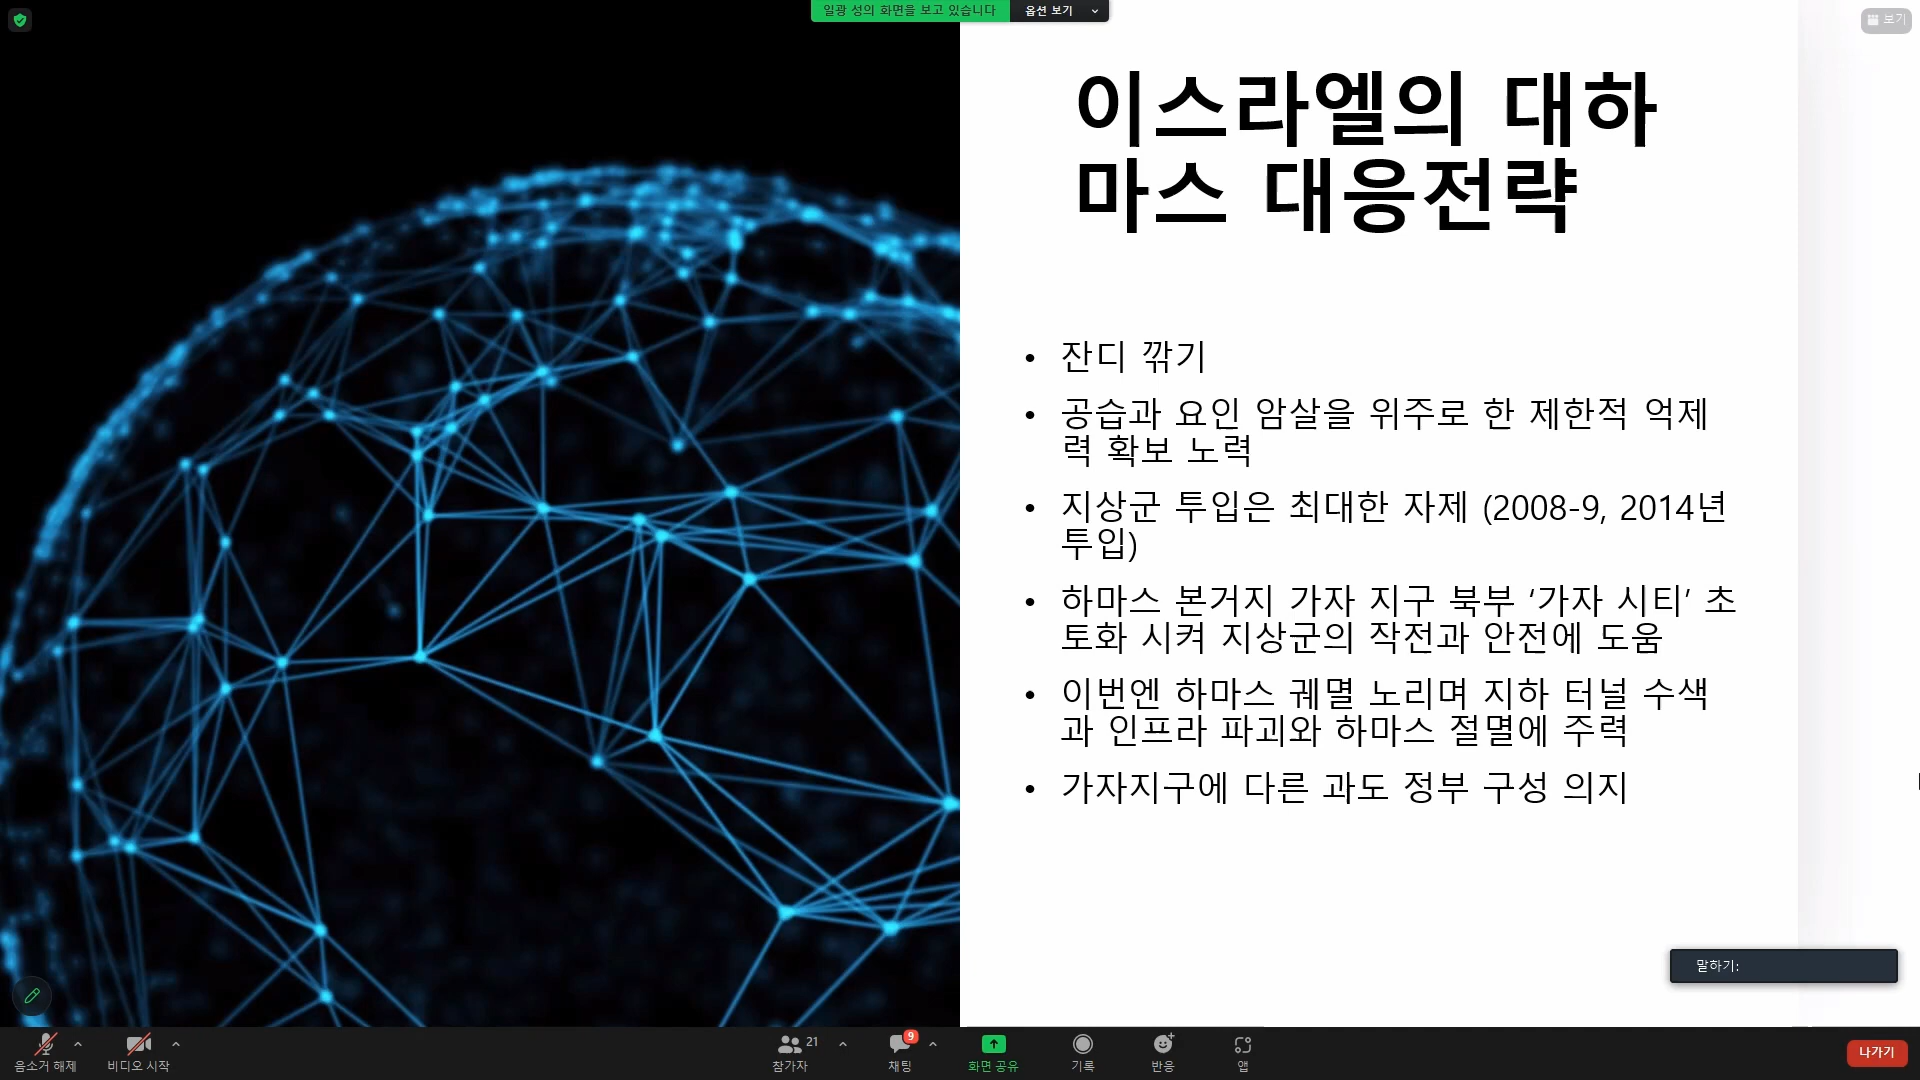 일광 성의 화면을 보고 있습니다 옵션 보기
보기
이스라엘의 대하
마스 대응전략
• 잔디 깎기
• 공습과 요인 암살을 위주로 한 제한적 억제
력 확보 노력
• 지상군 투입은 최대한 자제 (2008-9, 2014년
투입)
• 하마스 본거지 가자 지구 북부 ‘가자 시티’ 초
토화 시켜 지상군의 작전과 안전에 도움
• 이번엔 하마스 궤멸 노리며 지하 터널 수색
과 인프라 파괴와 하마스 절멸에 주력
• 가자지구에 다른 과도 정부 구성 의지
말하기:
21
9
음소거 해제 비디오 시작 참가자 채팅 화면 공유 기록 반응 앱 나가기